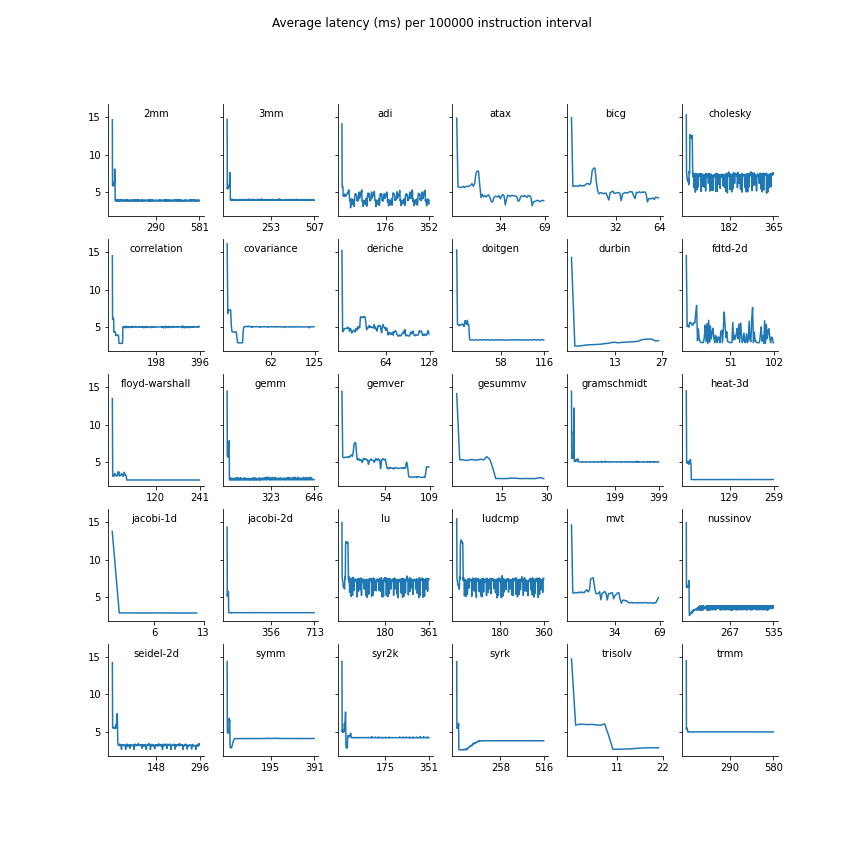 Average latency (ms) per 100000 instruction interval
2mm 3mm adi atax bicg cholesky
15
10
5
290 581 253 507 176 352 34 69 32 64 182 365
correlation covariance deriche doitgen durbin fdtd-2d
15
10
5
198 396 62 125 64 128 58 116 13 27 51 102
floyd-warshall gemm gemver gesummv gramschmidt heat-3d
15
10
5
120 241 323 646 54 109 15 30 199 399 129 259
jacobi-1d jacobi-2d lu ludcmp mvt nussinov
15
10
5
6 13 356 713 180 361 180 360 34 69 267 535
seidel-2d symm syr2k syrk trisolv trmm
15
10
5
148 296 195 391 175 351 258 516 11 22 290 580